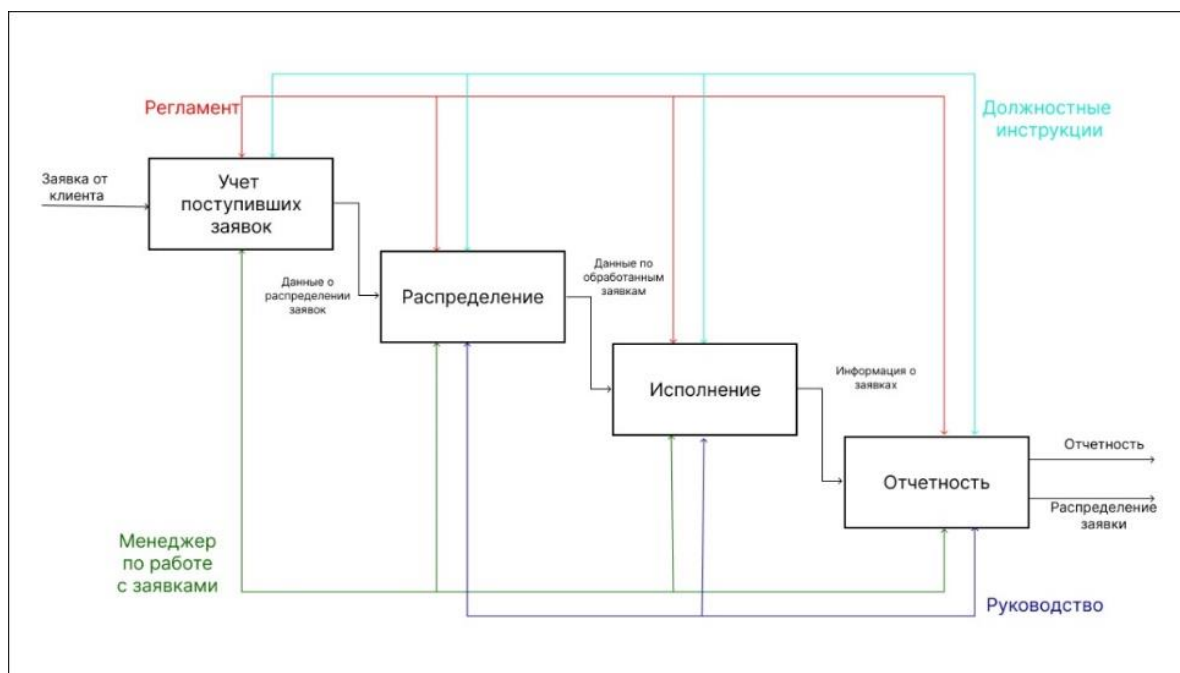 Регламент
Должностные
инструкции
Заявка от
клиента
Учет
поступивших
заявок
Данные о
распределении
заявок
Распределение
Данные по
обработанным
заявкам
Исполнение
Информация о
заявках
Отчетность
Отчетность
Распределение
заявки
Менеджер
по работе
с заявками
Руководство